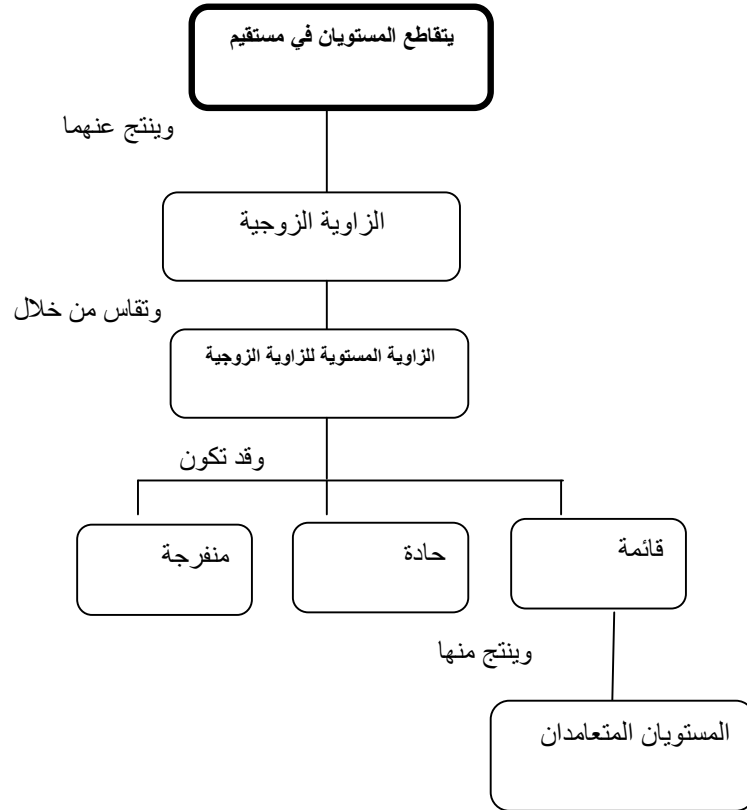 يتقاطع المستويان في مستقيم
وينتج عنهما
الزاوية الزوجية
وتقاس من خلال
الزاوية المستوية للزاوية الزوجية
وقد تكون
قائمة
حادة
منفرجة
وينتج منها
المستويان المتعامدان